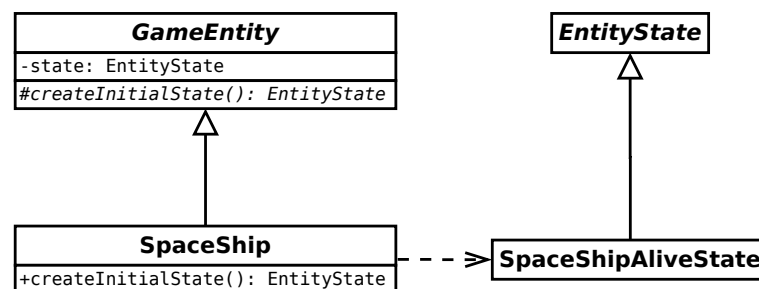 GameEntity
-state: EntityState
#createInitialState(): EntityState
EntityState
SpaceShip
+createInitialState(): EntityState
SpaceShipAliveState